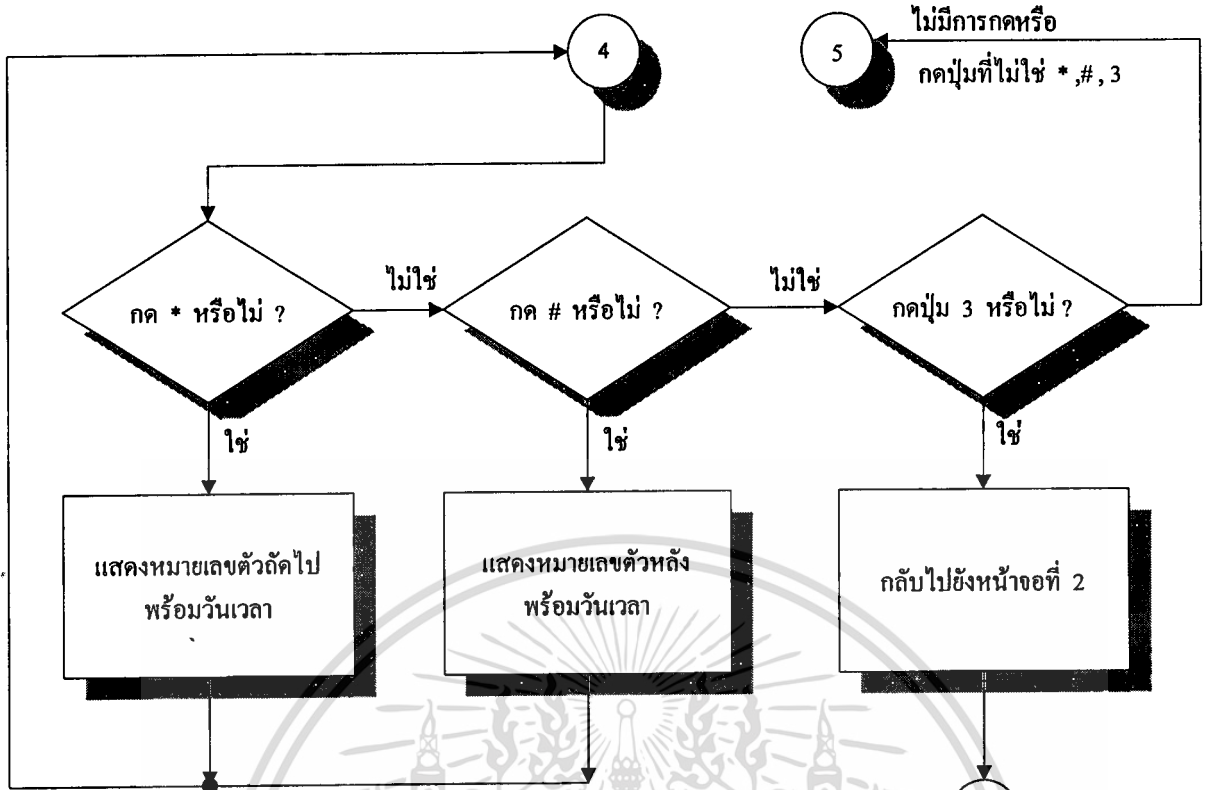 4
5
ไม่มีการกดหรือ
กดปุ่มที่ไม่ใช่ *,#,3
กด * หรือไม่ ?
ไม่ใช่
กด # หรือไม่ ?
ไม่ใช่
กดปุ่ม 3 หรือไม่ ?
ใช่
ใช่
ใช่
แสดงหมายเลขตัวถัดไป
พร้อมวันเวลา
แสดงหมายเลขตัวหลัง
พร้อมวันเวลา
กลับไปยังหน้าจอที่ 2